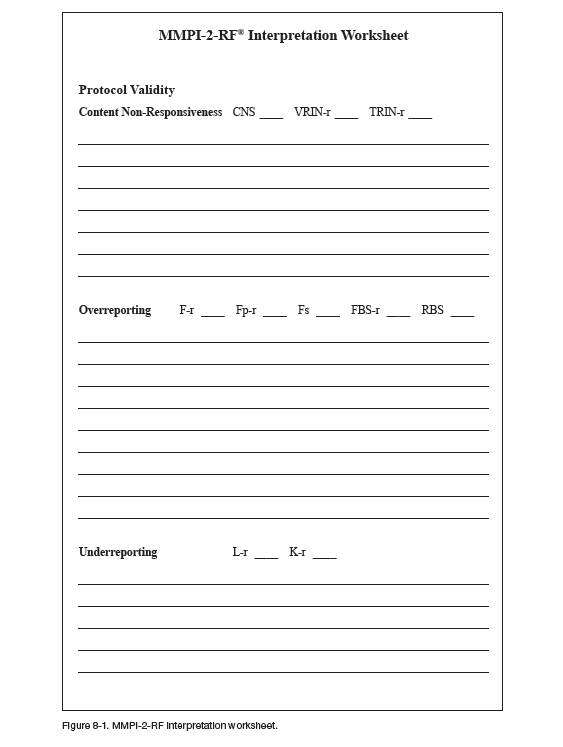 MMPI-2-RF® Interpretation Worksheet
Protocol Validity
Content Non-Responsiveness CNS ____ VRIN-r ____ TRIN-r ____
Overreporting F-r ____ Fp-r ____ Fs ____ FBS-r ____ RBS ____
Underreporting L-r ____ K-r ____
Figure 8-1. MMPI-2-RF interpretation worksheet.